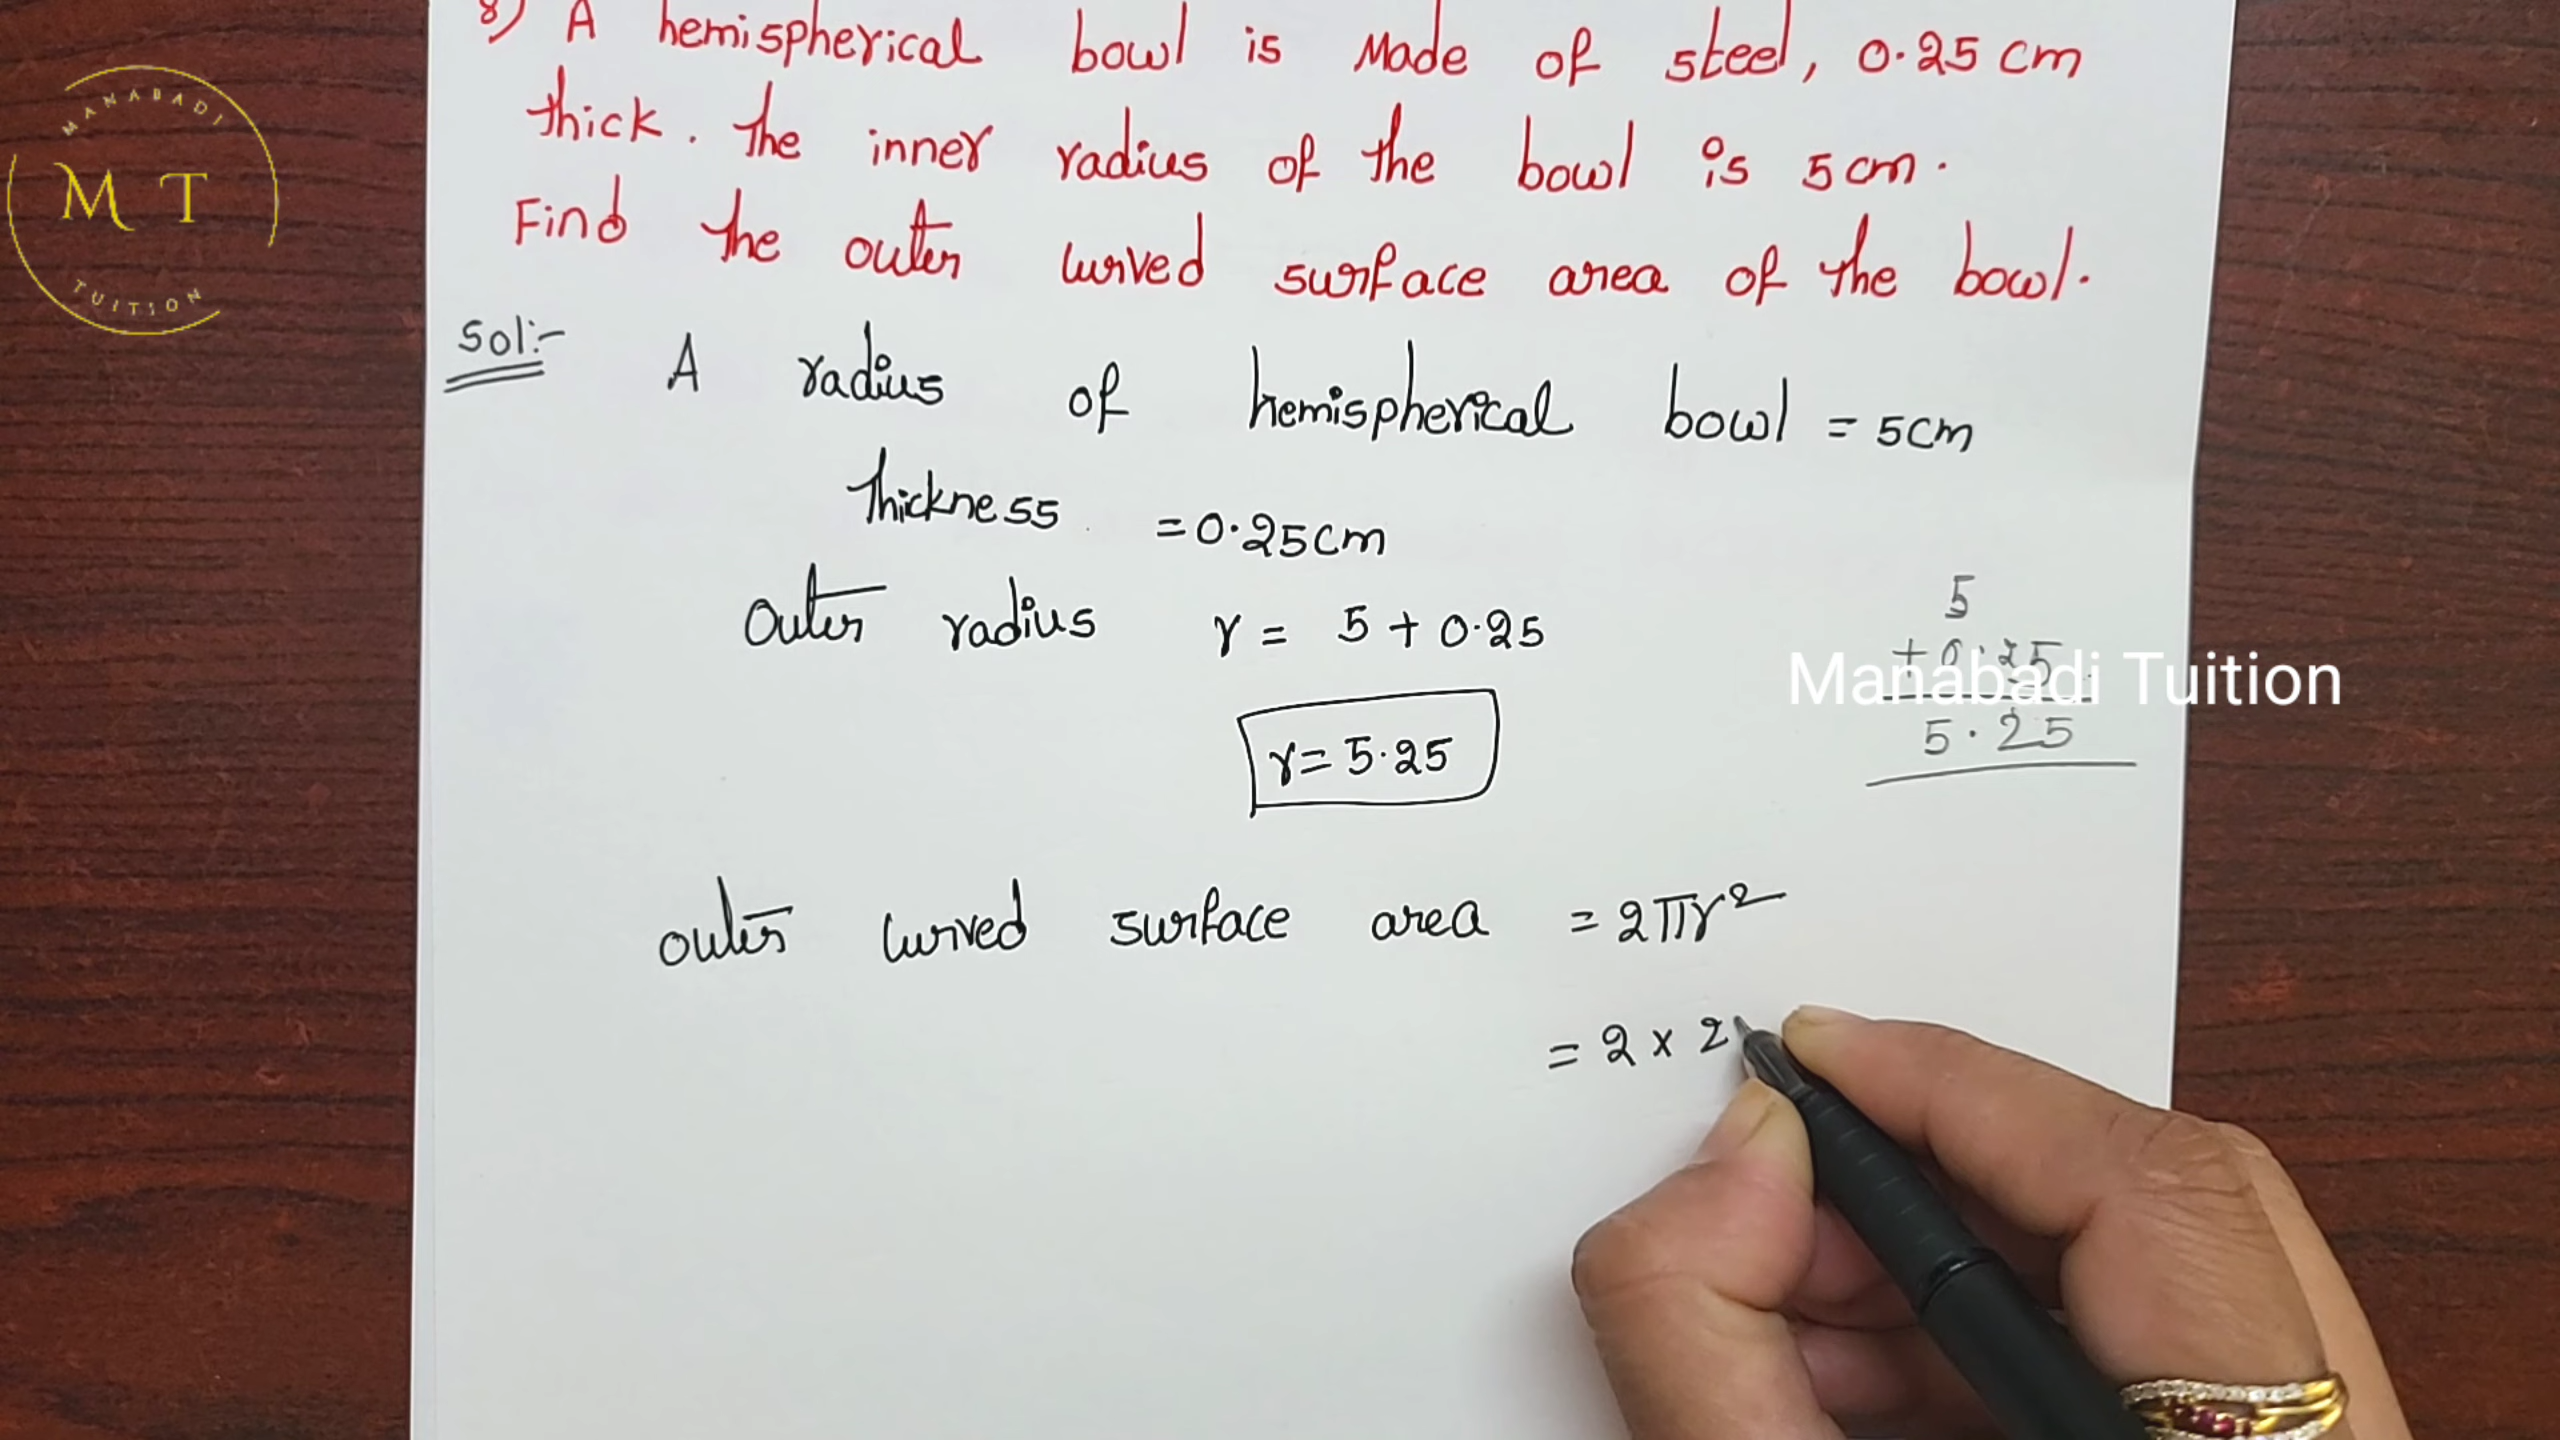 MANABADI
M T
TUITION
8) A hemispherical bowl is Made of steel, 0.25 cm
thick. The inner radius of the bowl is 5cm.
Find the outer curved surface area of the bowl.
Sol:-
A radius of hemispherical bowl = 5cm
Thickness = 0.25cm
Outer radius r = 5 + 0.25
r = 5.25
5
+0.25
5.25
Manabadi Tuition
outer curved surface area = 2πr²
= 2 × 2